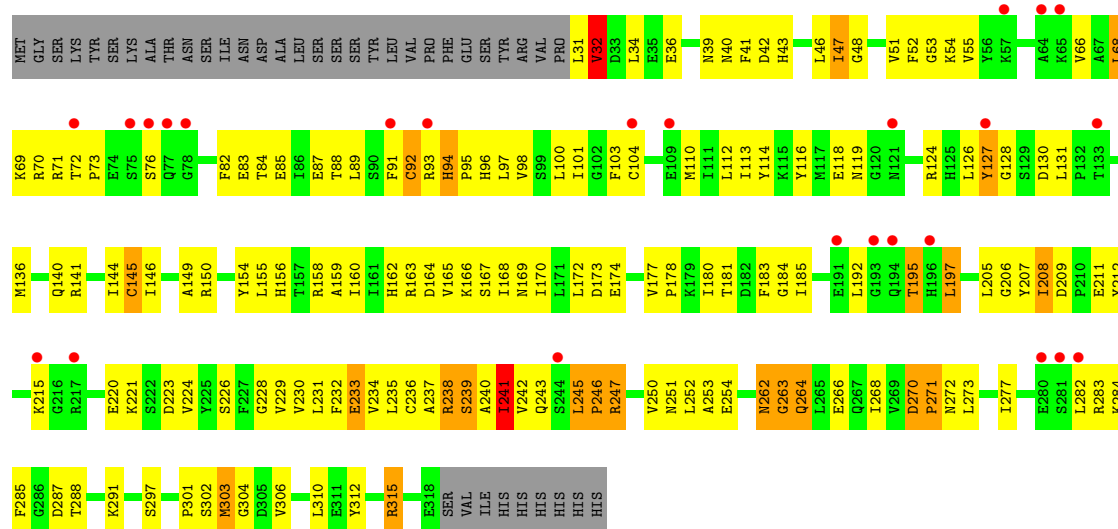 MET GLY SER LYS TYR SER LYS ALA THR ASN SER ILE ASN ASP ALA LEU SER SER SER TYR LEU VAL PRO PHE GLU SER TYR ARG VAL PRO L31 V32 D33 L34 E35 E36 N39 N40 F41 D42 H43 L46 I47 G48 V51 F52 G53 K54 V55 Y56 K57 A64 K65 V66 A67 L68
K69 R70 R71 T72 P73 E74 S75 S76 Q77 G78 F82 E83 T84 E85 I86 E87 T88 L89 S90 F91 C92 R93 H94 P95 H96 L97 V98 S99 L100 I101 G102 F103 C104 E109 M110 I111 L112 I113 Y114 K115 Y116 M117 E118 N119 G120 N121 R124 H125 L126 Y127 G128 S129 D130 L131 P132 T133
M136 Q140 R141 I144 C145 I146 A149 R150 Y154 L155 H156 T157 R158 A159 I160 I161 H162 R163 D164 V165 K166 S167 I168 N169 I170 L171 L172 D173 E174 V177 P178 K179 I180 T181 D182 F183 G184 I185 E191 L192 G193 Q194 T195 H196 L197 L205 G206 Y207 I208 D209 P210 E211 Y212
K215 G216 R217 E220 K221 S222 D223 V224 Y225 S226 F227 G228 V229 V230 L231 F232 E233 V234 L235 C236 A237 R238 S239 A240 I241 V242 Q243 S244 L245 P246 R247 V250 N251 L252 A253 E254 N262 G263 Q264 L265 E266 Q267 I268 V269 D270 P271 N272 L273 I277 E280 S281 L282 R283 K284
F285 G286 D287 T288 K291 S297 P301 S302 M303 G304 D305 V306 L310 E311 Y312 R315 E318 SER VAL ILE HIS HIS HIS HIS HIS HIS